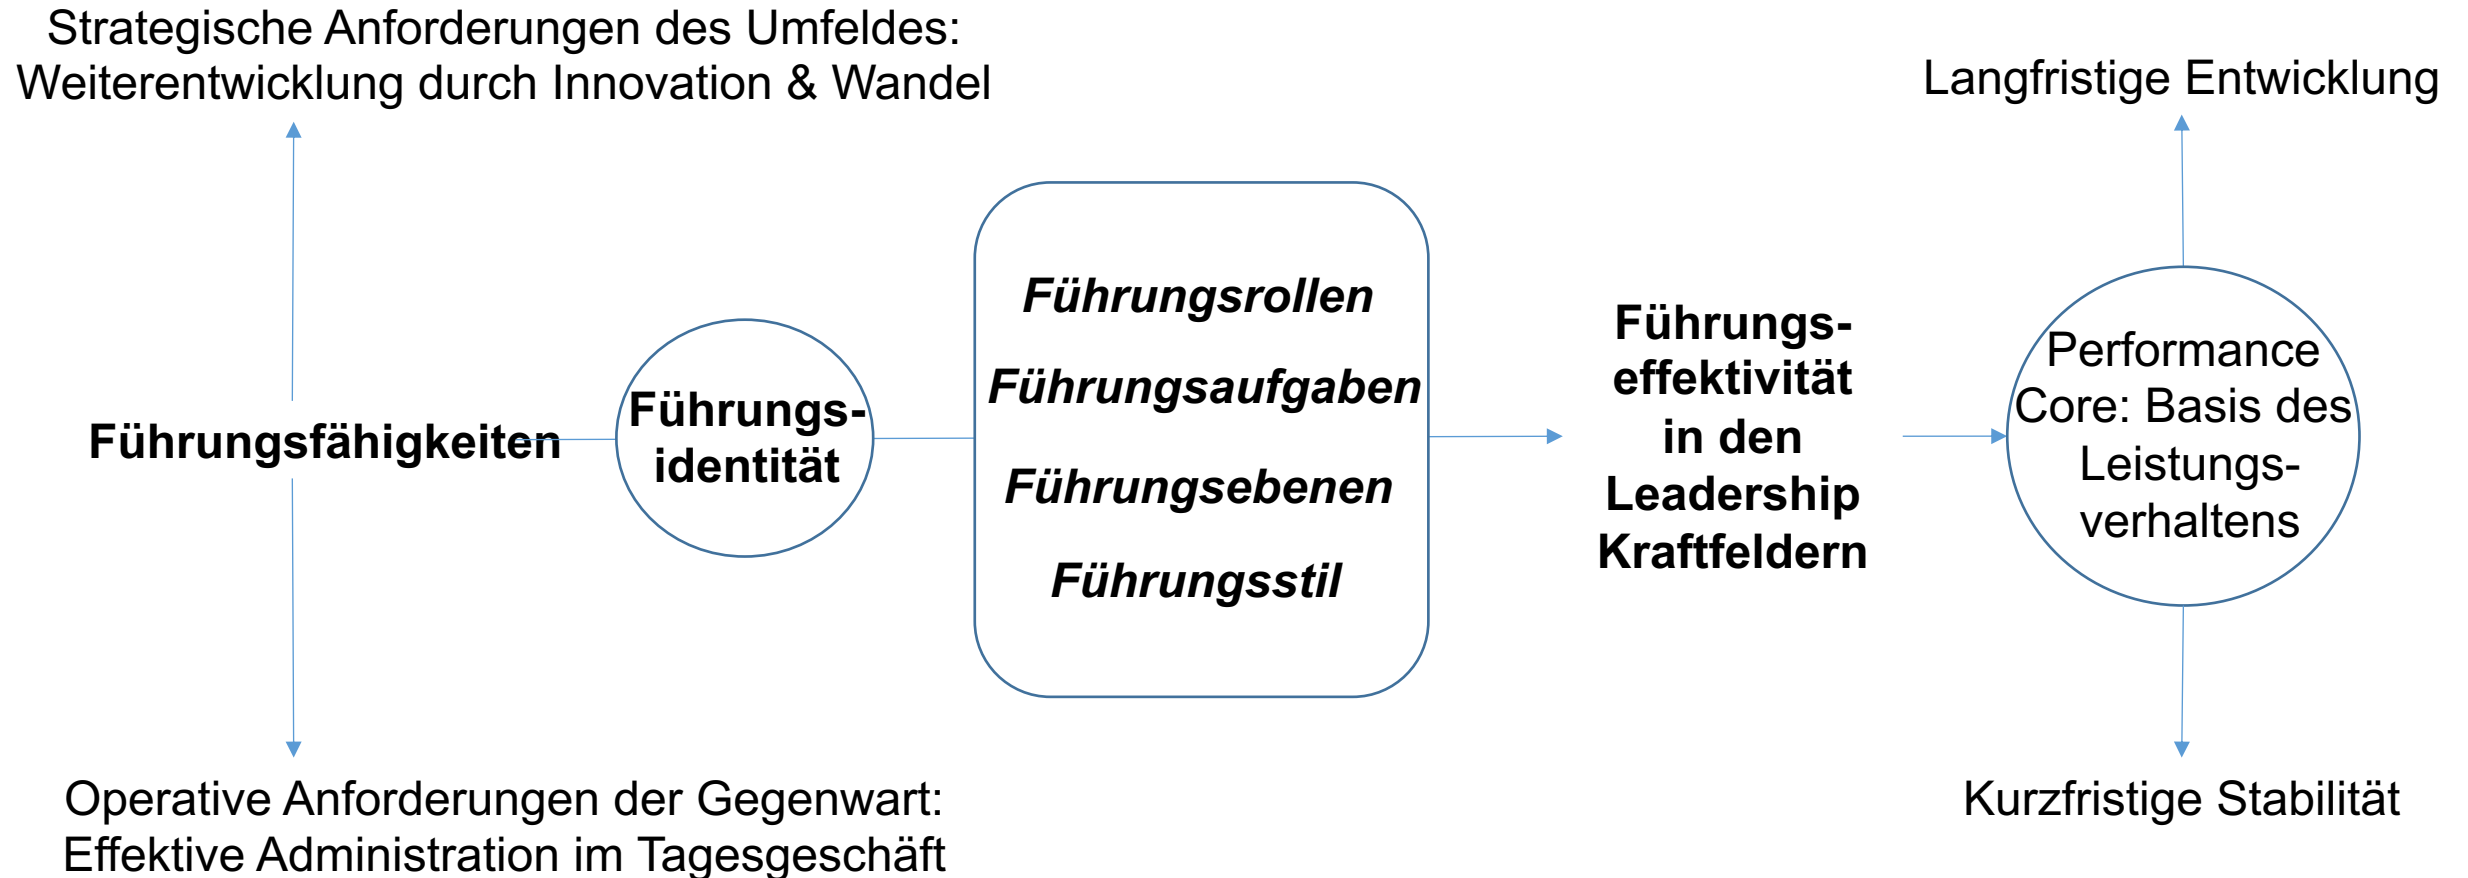 Strategische Anforderungen des Umfeldes:
Weiterentwicklung durch Innovation & Wandel
Langfristige Entwicklung
Führungsfähigkeiten
Führungs-
identität
Führungsrollen
Führungsaufgaben
Führungsebenen
Führungsstil
Führungs-
effektivität
in den
Leadership
Kraftfeldern
Performance
Core: Basis des
Leistungs-
verhaltens
Operative Anforderungen der Gegenwart:
Effektive Administration im Tagesgeschäft
Kurzfristige Stabilität